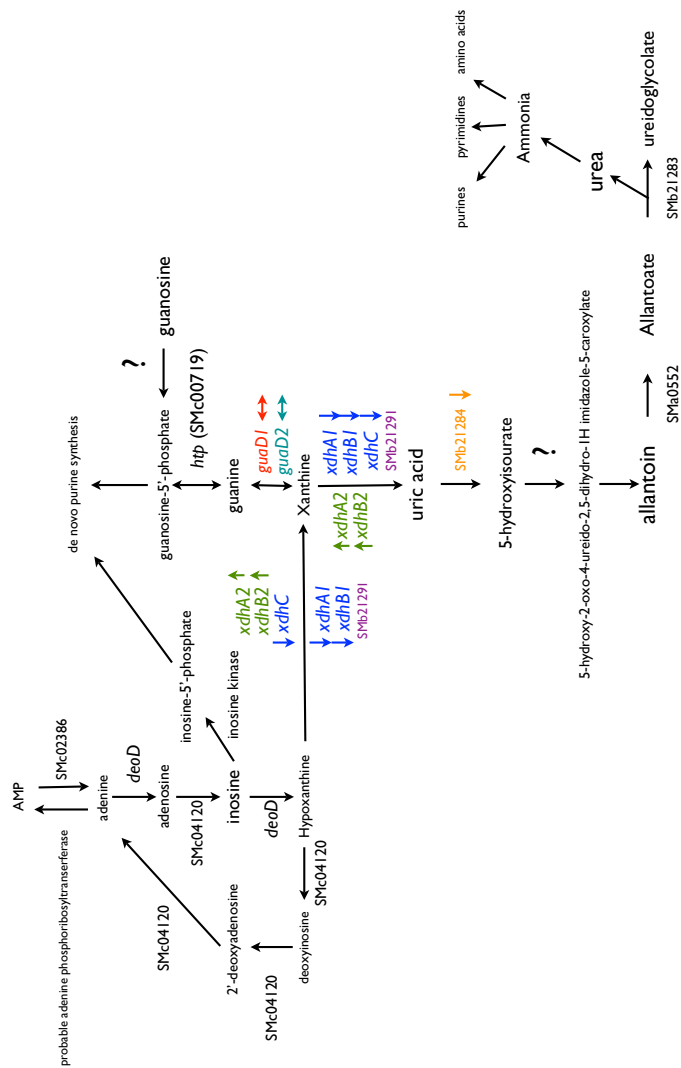 AMP
SMc02386
probable adenine phosphoribosyltranserferase
adenine
deoD
SMc04120
adenosine
SMc04120
inosine-5'-phosphate
inosine kinase
inosine
2'-deoxyadenosine
SMc04120
deoD
deoxyinosine
SMc04120
Hypoxanthine
xdhA2
xdhB2
xdhC
xdhA1
xdhB1
SMb21291
de novo purine synthesis
guanosine-5'-phosphate
?
guanosine
htp (SMc00719)
guanine
guaD1
guaD2
Xanthine
xdhA2
xdhB2
xdhA1
xdhB1
xdhC
SMb21291
uric acid
SMb21284
5-hydroxyisourate
?
5-hydroxy-2-oxo-4-ureido-2,5-dihydro-1H imidazole-5-caroxylate
allantoin
SMa0552
Allantoate
SMb21283
ureidoglycolate
urea
Ammonia
purines
pyrimidines
amino acids